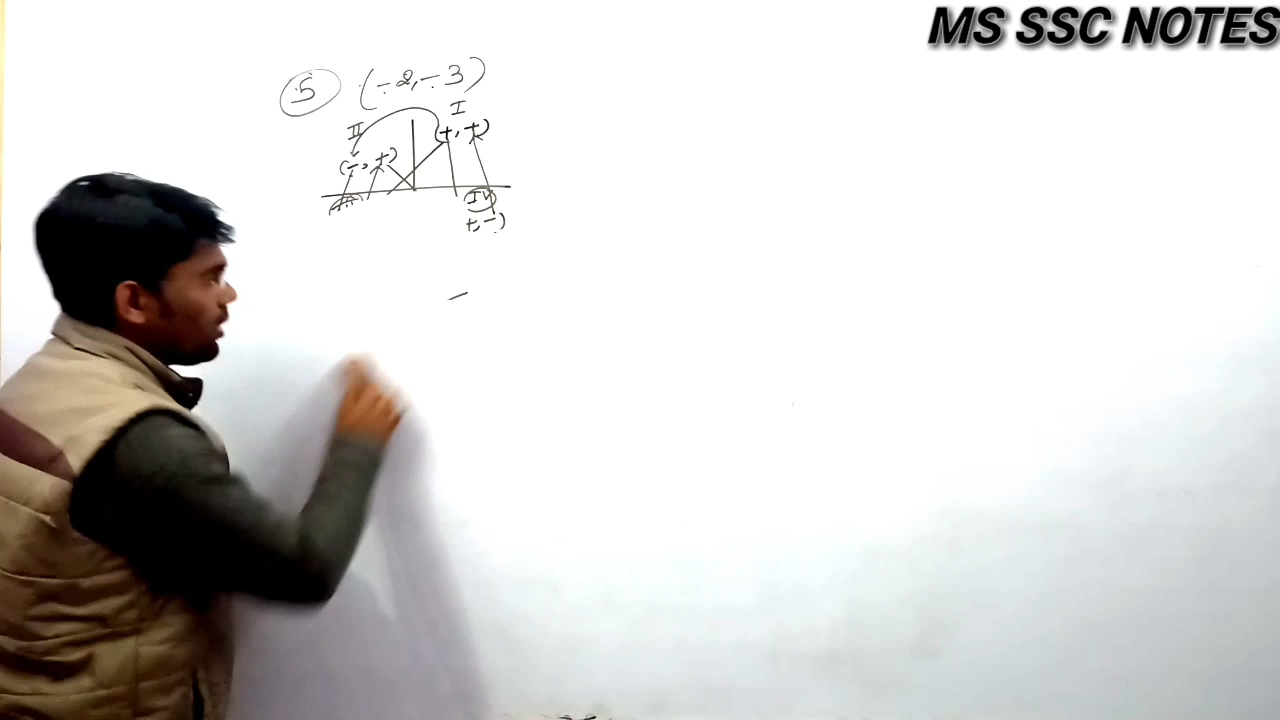 MS SSC NOTES
5 (-2, -3)
I
II (+, +)
(-, +)
IV
+, -)